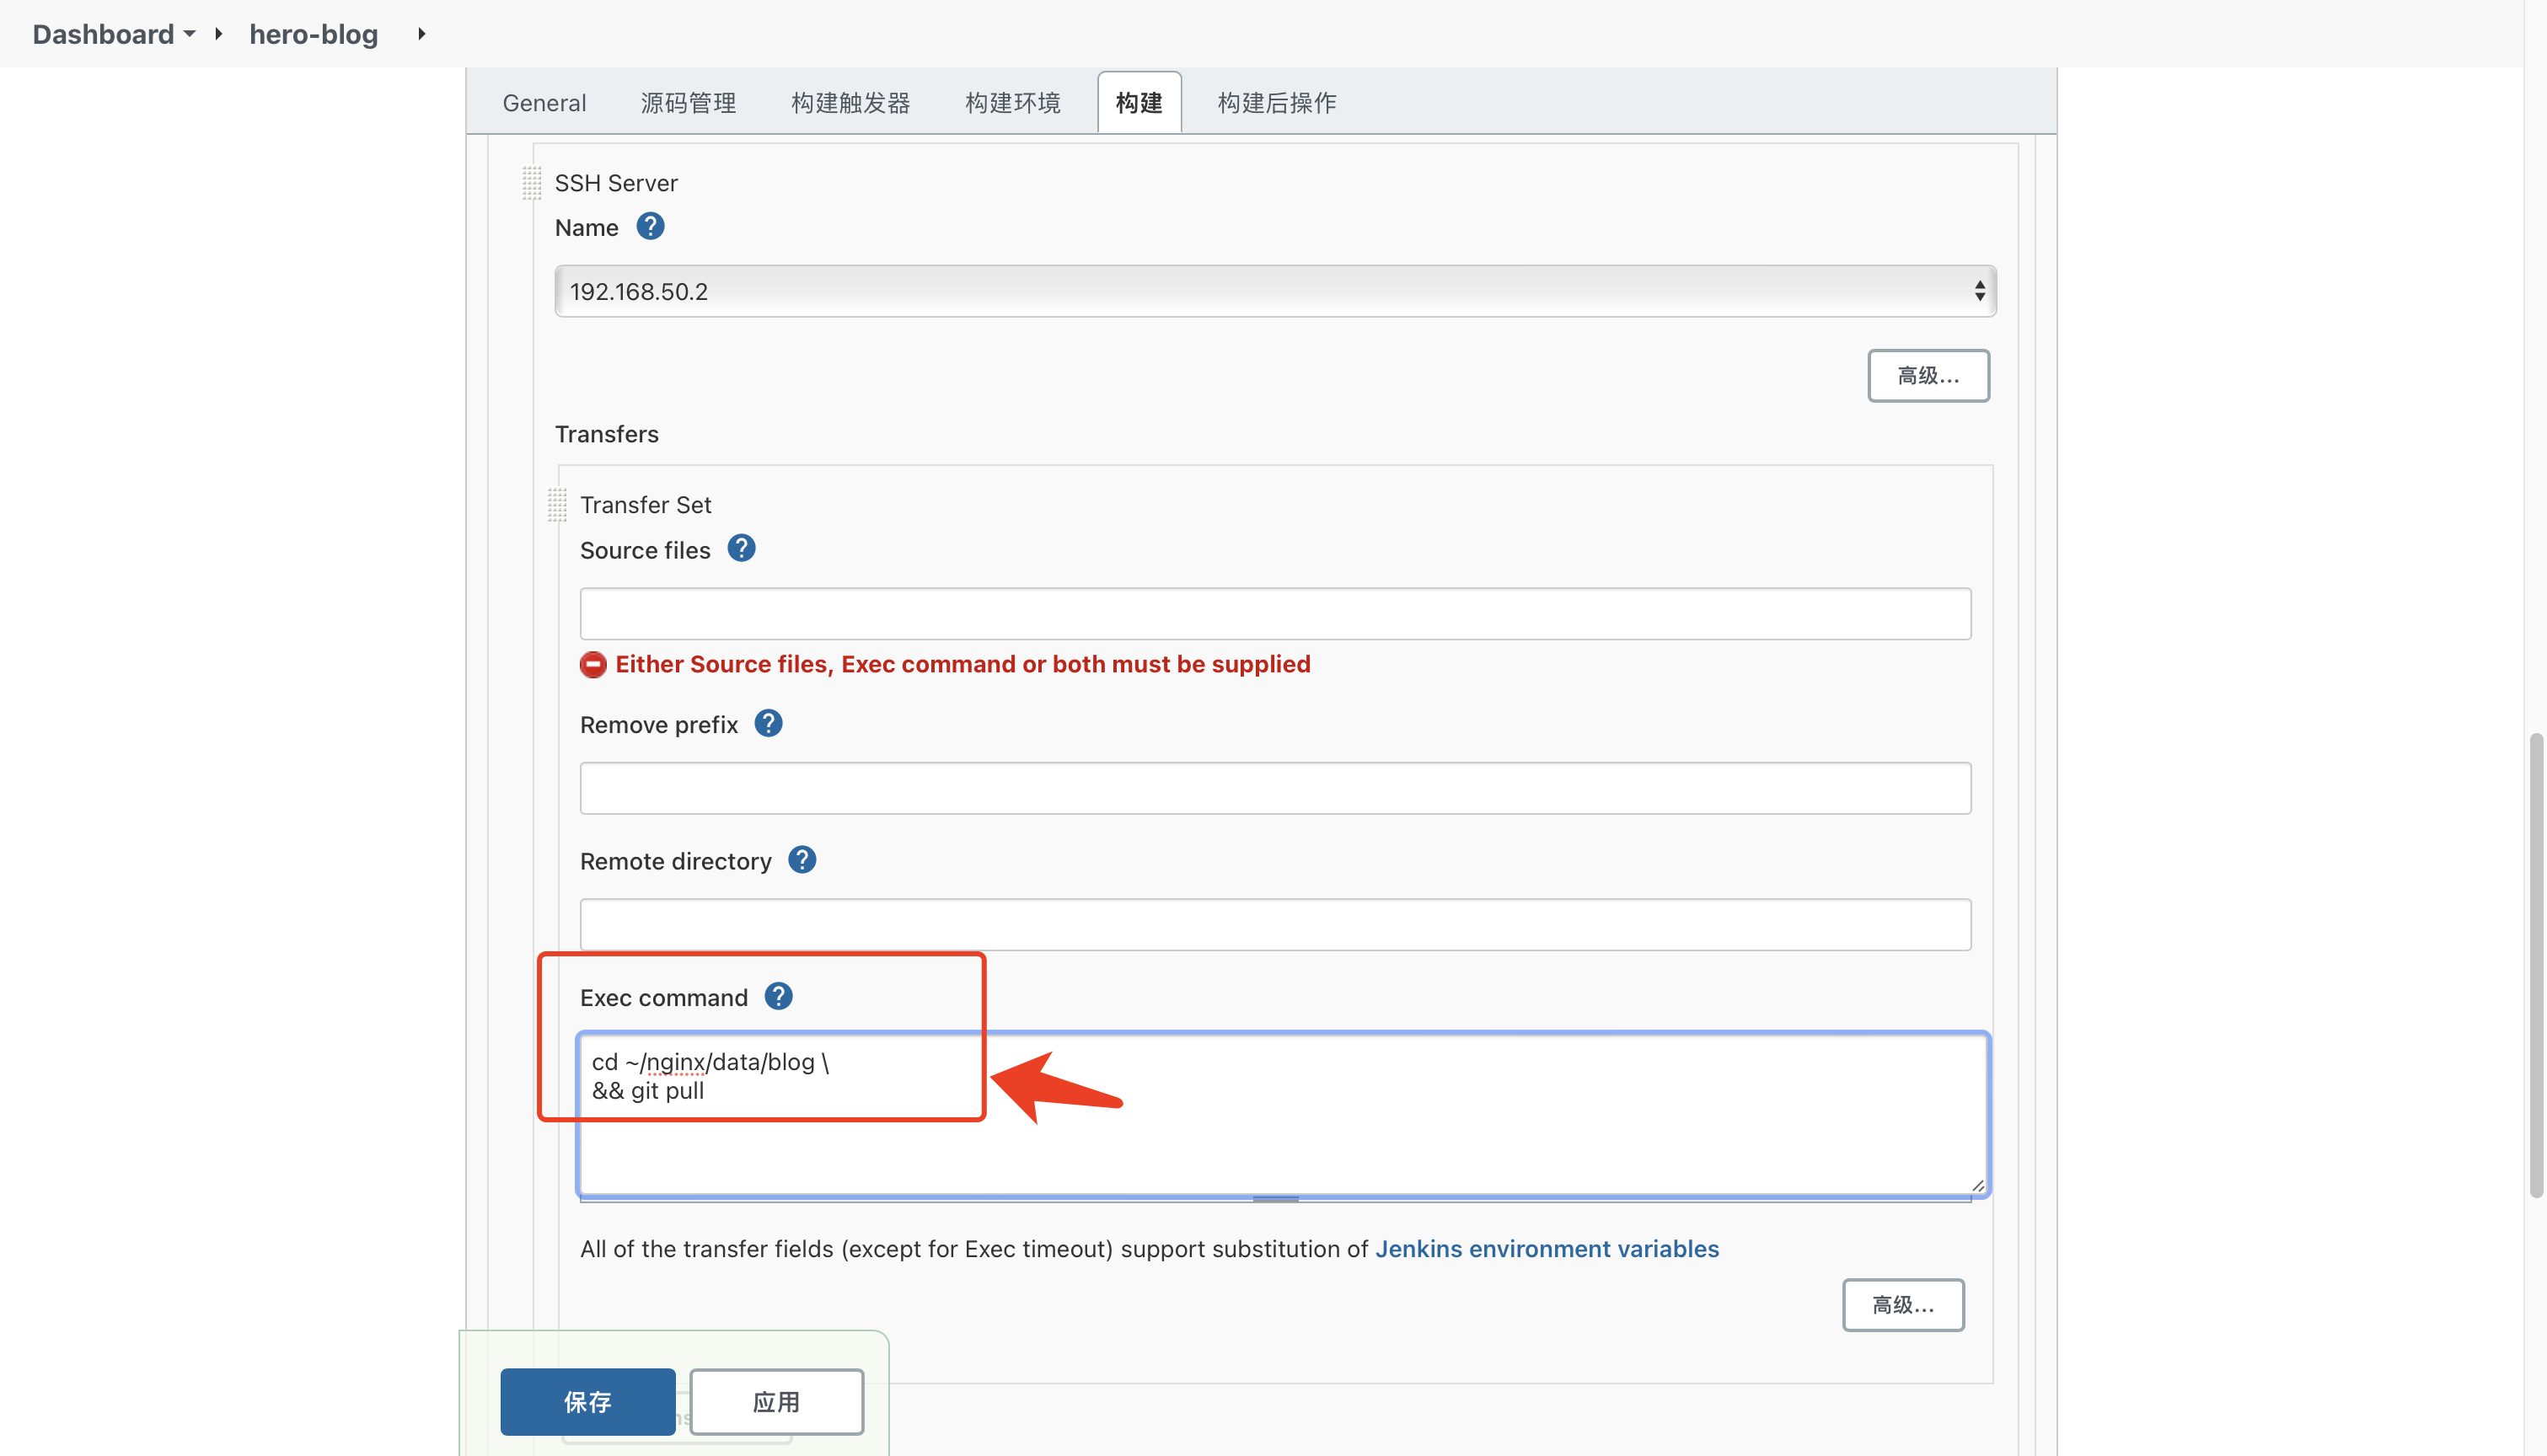 Dashboard hero-blog
General 源码管理 构建触发器 构建环境 构建 构建后操作
SSH Server
Name ?
192.168.50.2
高级...
Transfers
Transfer Set
Source files ?
Either Source files, Exec command or both must be supplied
Remove prefix ?
Remote directory ?
Exec command ?
cd ~/nginx/data/blog \
&& git pull
All of the transfer fields (except for Exec timeout) support substitution of Jenkins environment variables
高级...
保存 应用